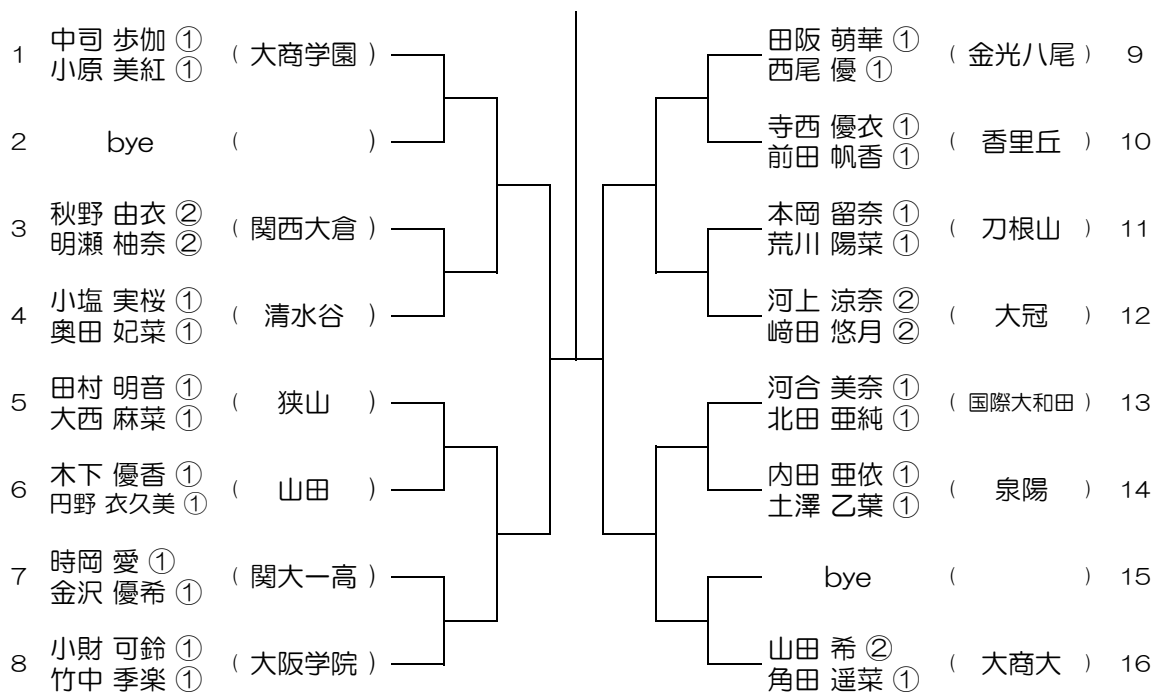 1 中司 歩伽 ① ( 大商学園 )
小原 美紅 ①
2 bye ( )
3 秋野 由衣 ② ( 関西大倉 )
明瀬 柚奈 ②
4 小塩 実桜 ① ( 清水谷 )
奥田 妃菜 ①
5 田村 明音 ① ( 狭山 )
大西 麻菜 ①
6 木下 優香 ① ( 山田 )
円野 衣久美 ①
7 時岡 愛 ① ( 関大一高 )
金沢 優希 ①
8 小財 可鈴 ① ( 大阪学院 )
竹中 季楽 ①
田阪 萌華 ① ( 金光八尾 ) 9
西尾 優 ①
寺西 優衣 ① ( 香里丘 ) 10
前田 帆香 ①
本岡 留奈 ① ( 刀根山 ) 11
荒川 陽菜 ①
河上 涼奈 ② ( 大冠 ) 12
﨑田 悠月 ②
河合 美奈 ① ( 国際大和田 ) 13
北田 亜純 ①
内田 亜依 ① ( 泉陽 ) 14
土澤 乙葉 ①
bye ( ) 15
山田 希 ② ( 大商大 ) 16
角田 遥菜 ①